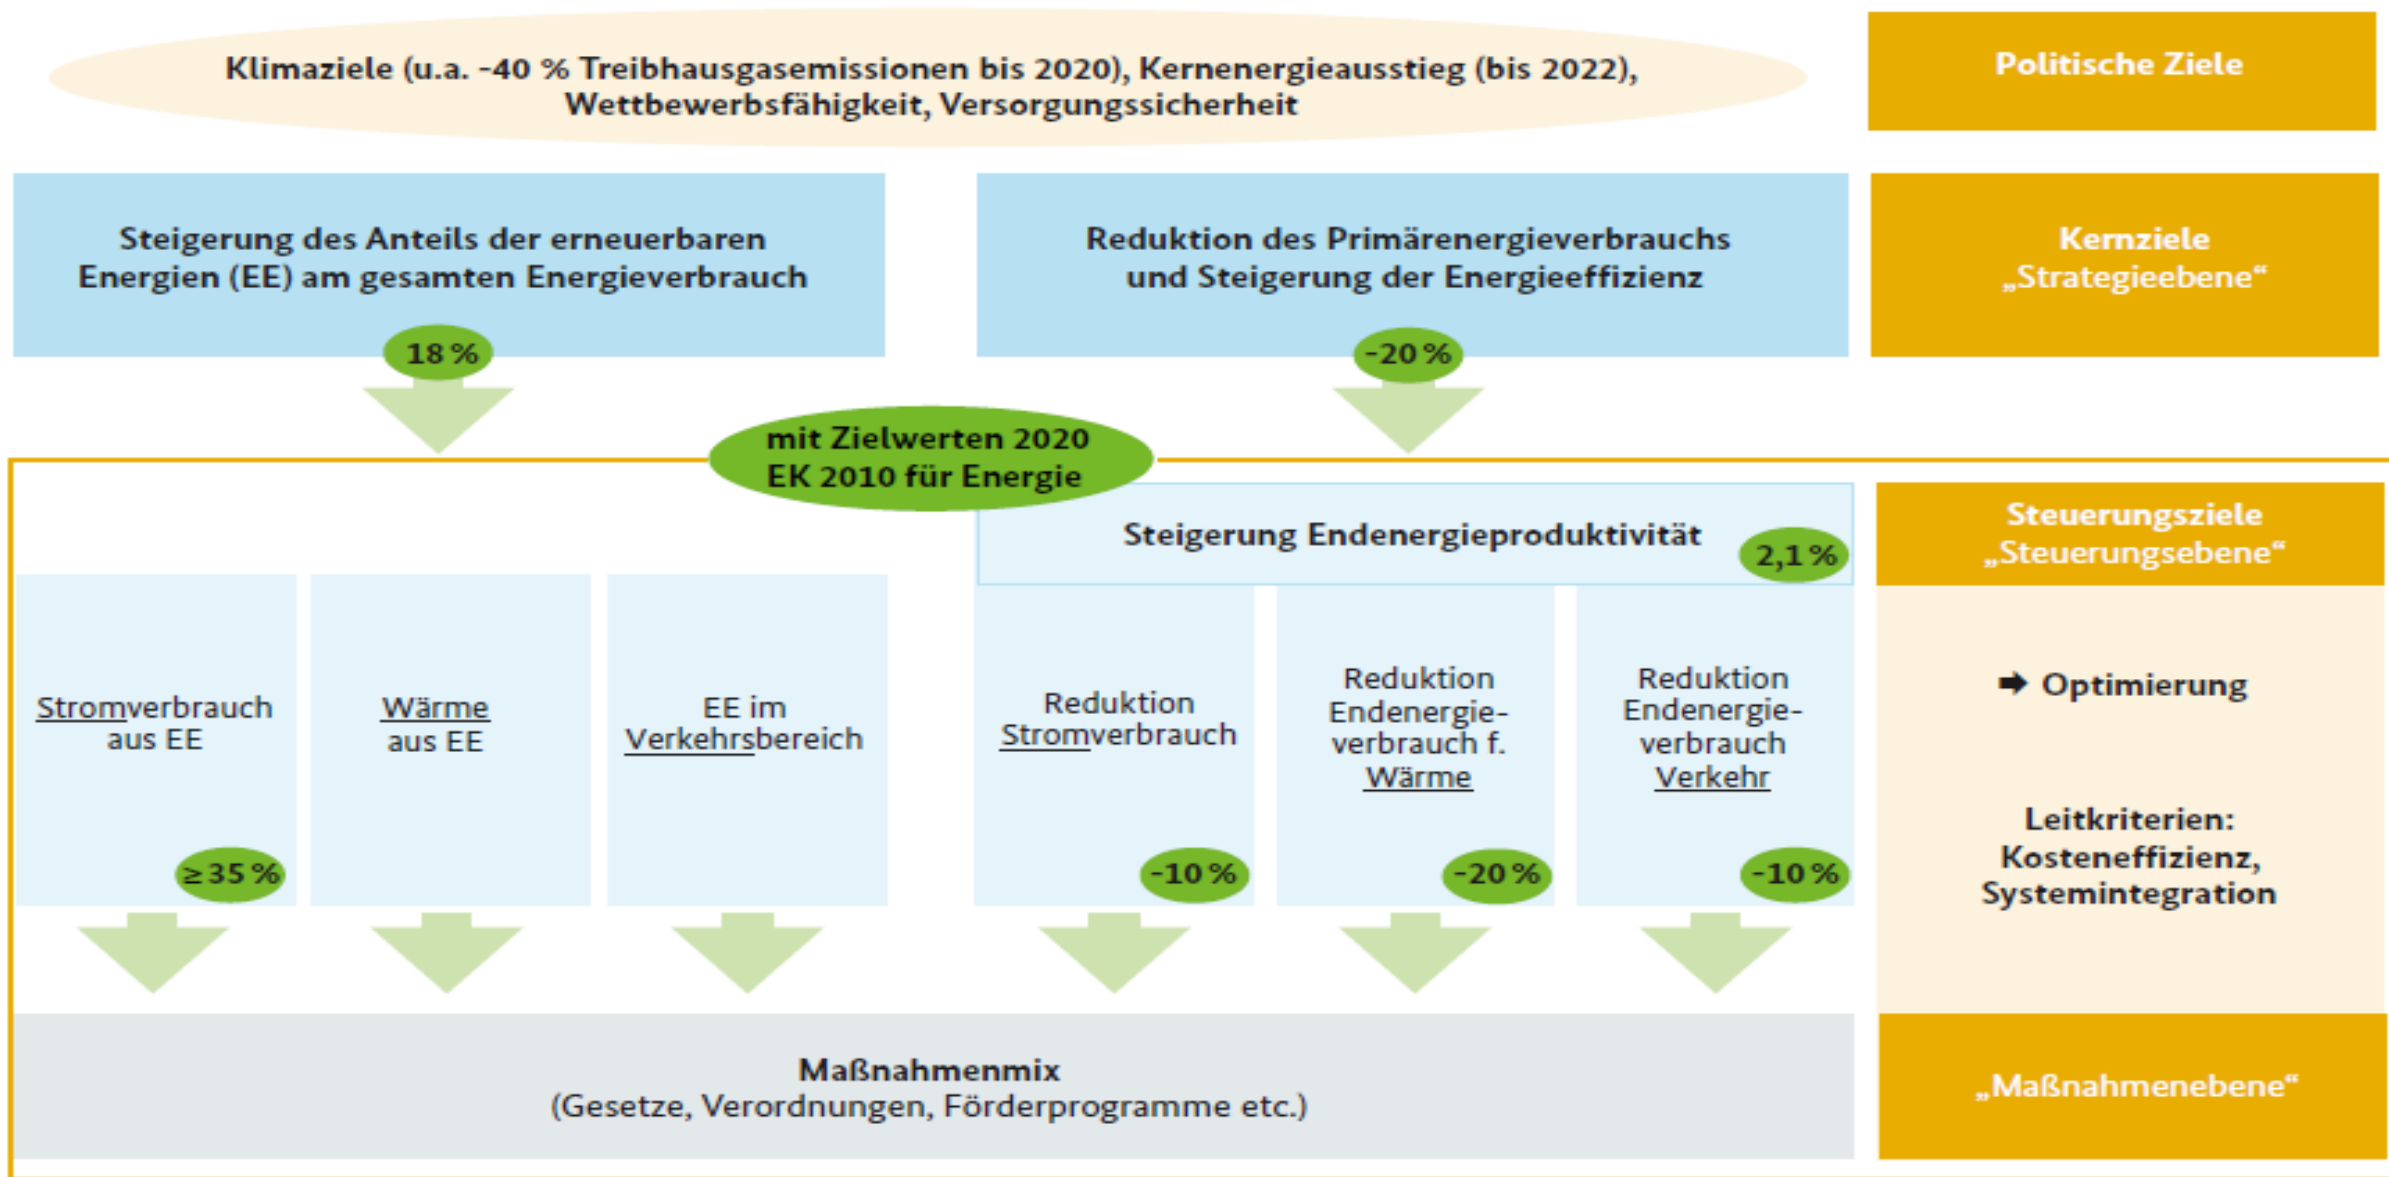 Klimaziele (u.a. -40 % Treibhausgasemissionen bis 2020), Kernenergieausstieg (bis 2022),
Wettbewerbsfähigkeit, Versorgungssicherheit
Politische Ziele
Steigerung des Anteils der erneuerbaren
Energien (EE) am gesamten Energieverbrauch
18 %
Reduktion des Primärenergieverbrauchs
und Steigerung der Energieeffizienz
-20 %
Kernziele
„Strategieebene“
mit Zielwerten 2020
EK 2010 für Energie
Steigerung Endenergieproduktivität
2,1 %
Steuerungsziele
„Steuerungsebene“
Stromverbrauch
aus EE
≥ 35 %
Wärme
aus EE
EE im
Verkehrsbereich
Reduktion
Stromverbrauch
-10 %
Reduktion
Endenergie-
verbrauch f.
Wärme
-20 %
Reduktion
Endenergie-
verbrauch
Verkehr
-10 %
➡ Optimierung
Leitkriterien:
Kosteneffizienz,
Systemintegration
Maßnahmenmix
(Gesetze, Verordnungen, Förderprogramme etc.)
„Maßnahmenebene“